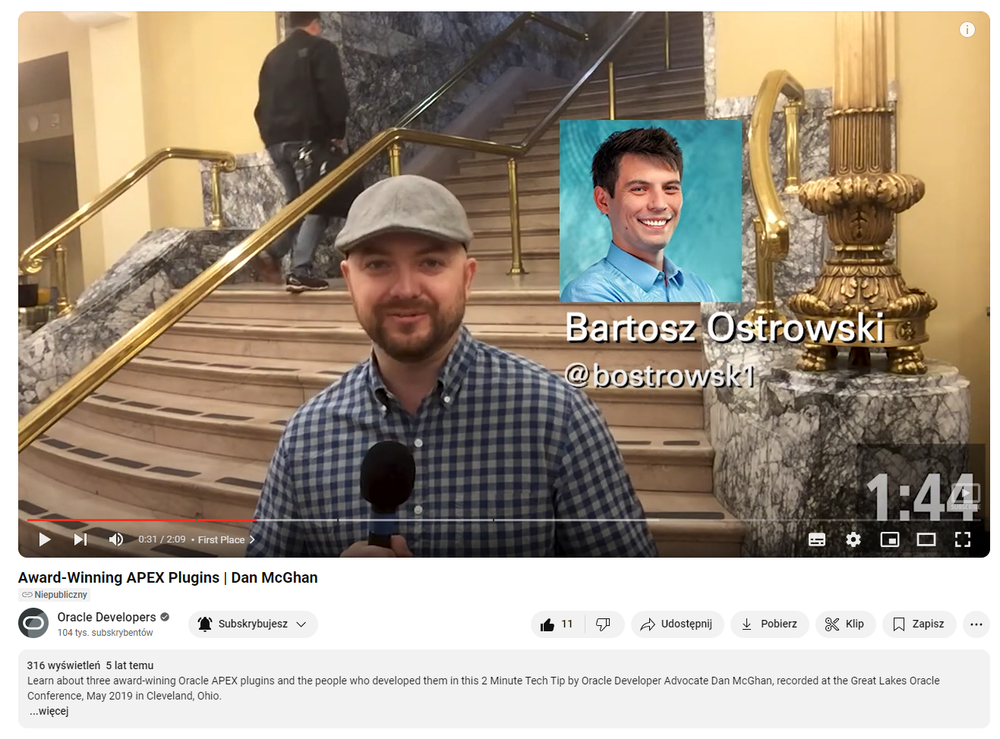 Bartosz Ostrowski
@bostrowsk1
1:44
SUBSCRIBE
0:31 / 2:09 • First Place
Award-Winning APEX Plugins | Dan McGhan
Niepubliczny
Oracle Developers
104 tys. subskrybentów
Subskrybujesz
11
Udostępnij
Pobierz
Klip
Zapisz
316 wyświetleń 5 lat temu
Learn about three award-wining Oracle APEX plugins and the people who developed them in this 2 Minute Tech Tip by Oracle Developer Advocate Dan McGhan, recorded at the Great Lakes Oracle
Conference, May 2019 in Cleveland, Ohio.
...więcej